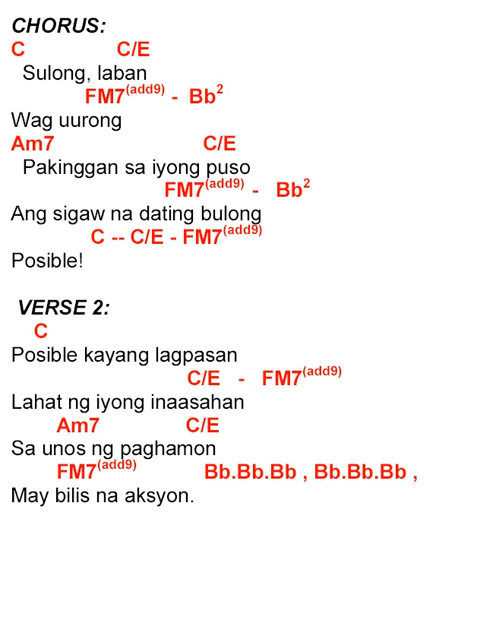 CHORUS:
C C/E
Sulong, laban
FM7(add9) - Bb2
Wag uurong
Am7 C/E
Pakinggan sa iyong puso
FM7(add9) - Bb2
Ang sigaw na dating bulong
C -- C/E - FM7(add9)
Posible!
VERSE 2:
C
Posible kayang lagpasan
C/E - FM7(add9)
Lahat ng iyong inaasahan
Am7 C/E
Sa unos ng paghamon
FM7(add9) Bb.Bb.Bb , Bb.Bb.Bb ,
May bilis na aksyon.